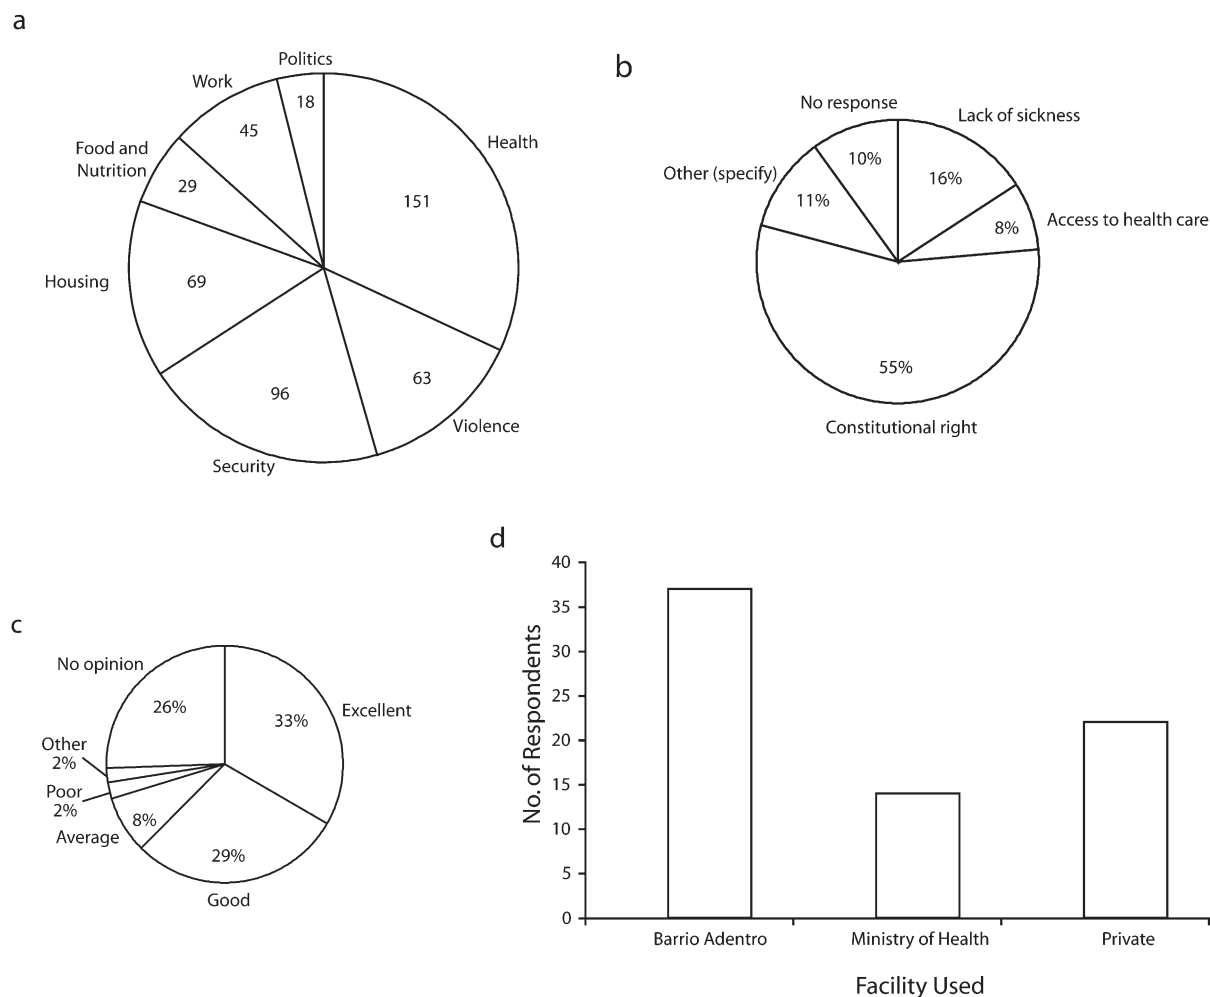 a
Politics
Work
18
45
Health
Food and
Nutrition
29
151
Housing
69
96
63
Violence
Security
b
No response
Lack of sickness
10%
Other (specify)
16%
11%
Access to health care
8%
55%
Constitutional right
c
No opinion
26%
33%
Excellent
Other
2%
Poor
2%
8%
Average
29%
Good
d
No. of Respondents
40
35
30
25
20
15
10
5
0
Barrio Adentro
Ministry of Health
Private
Facility Used